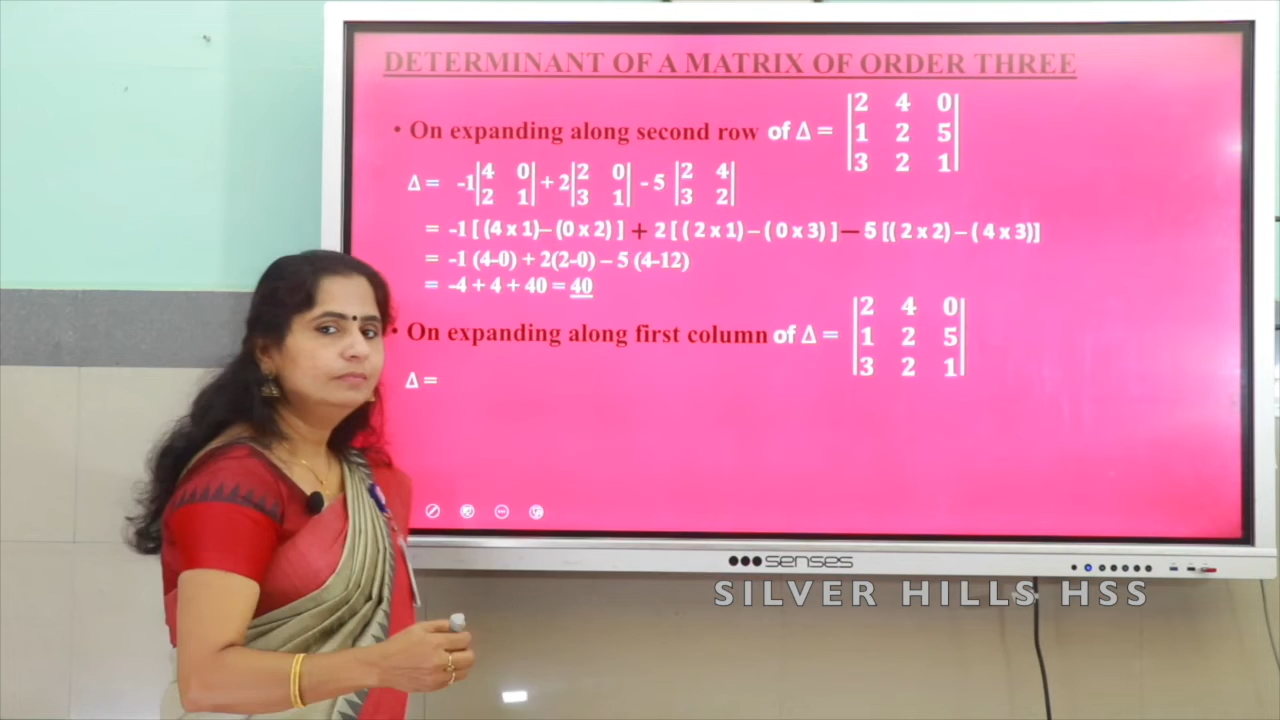 DETERMINANT OF A MATRIX OF ORDER THREE
• On expanding along second row of Δ = |2 4 0|
|1 2 5|
|3 2 1|
Δ = -1 |4 0| + 2 |2 0| - 5 |2 4|
|2 1| |3 1| |3 2|
= -1 [ (4 x 1)– (0 x 2) ] + 2 [ ( 2 x 1) – ( 0 x 3) ] — 5 [( 2 x 2) – ( 4 x 3)]
= -1 (4-0) + 2(2-0) – 5 (4-12)
= -4 + 4 + 40 = 40
• On expanding along first column of Δ = |2 4 0|
|1 2 5|
|3 2 1|
Δ =
senses
SILVER HILLS HSS